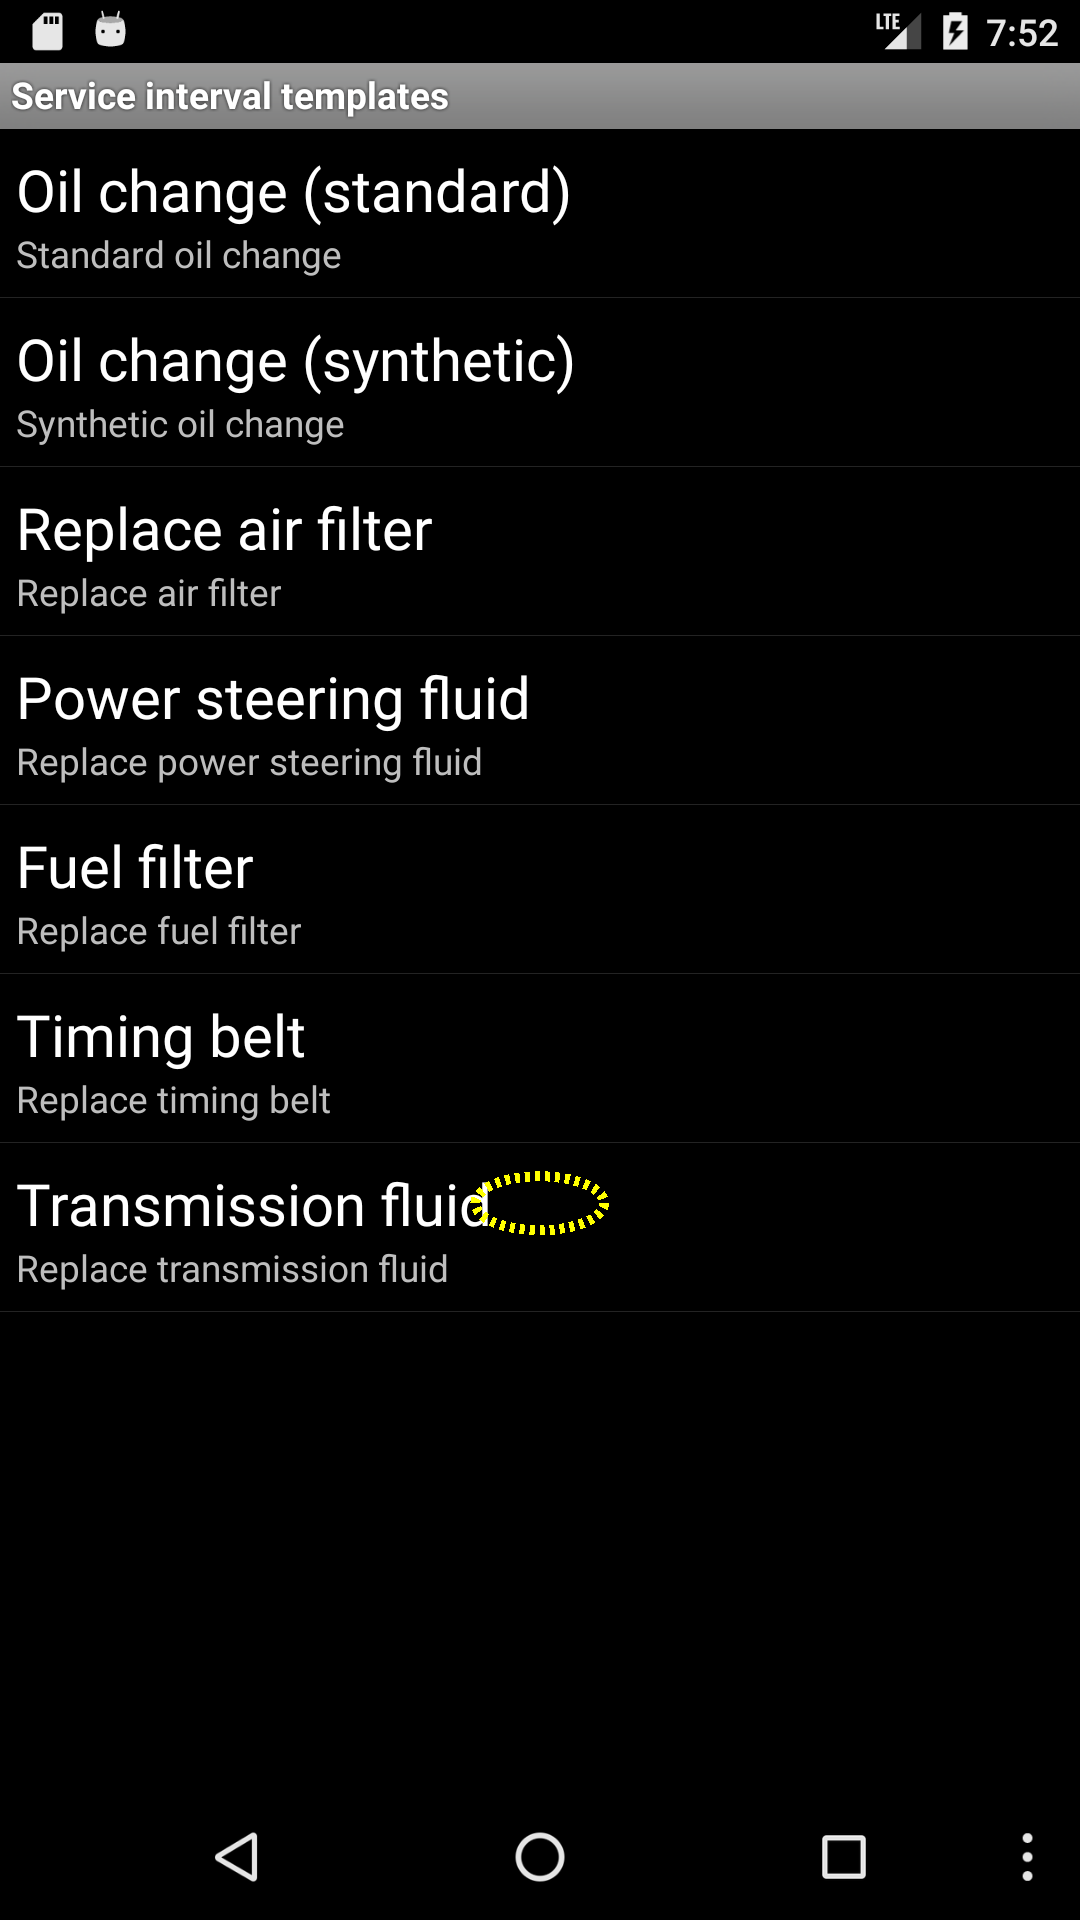 LTE 7:52
Service interval templates
Oil change (standard)
Standard oil change
Oil change (synthetic)
Synthetic oil change
Replace air filter
Replace air filter
Power steering fluid
Replace power steering fluid
Fuel filter
Replace fuel filter
Timing belt
Replace timing belt
Transmission fluid
Replace transmission fluid